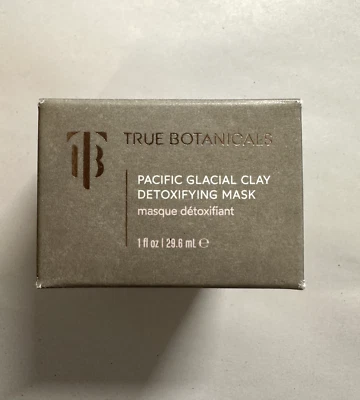 TB
TRUE BOTANICALS
PACIFIC GLACIAL CLAY
DETOXIFYING MASK
masque détoxifiant
1 fl oz | 29.6 mL ℮